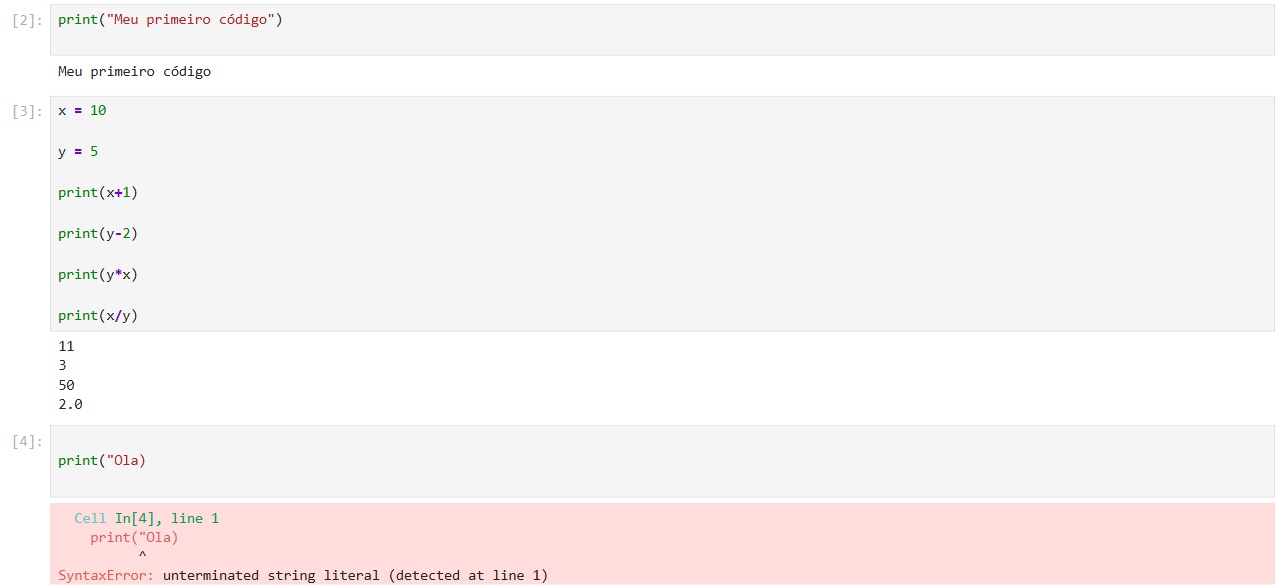 [2]: print("Meu primeiro código")
Meu primeiro código
[3]: x = 10
y = 5
print(x+1)
print(y-2)
print(y*x)
print(x/y)
11
3
50
2.0
[4]:
print("Ola)
Cell In[4], line 1
print("Ola)
^
SyntaxError: unterminated string literal (detected at line 1)